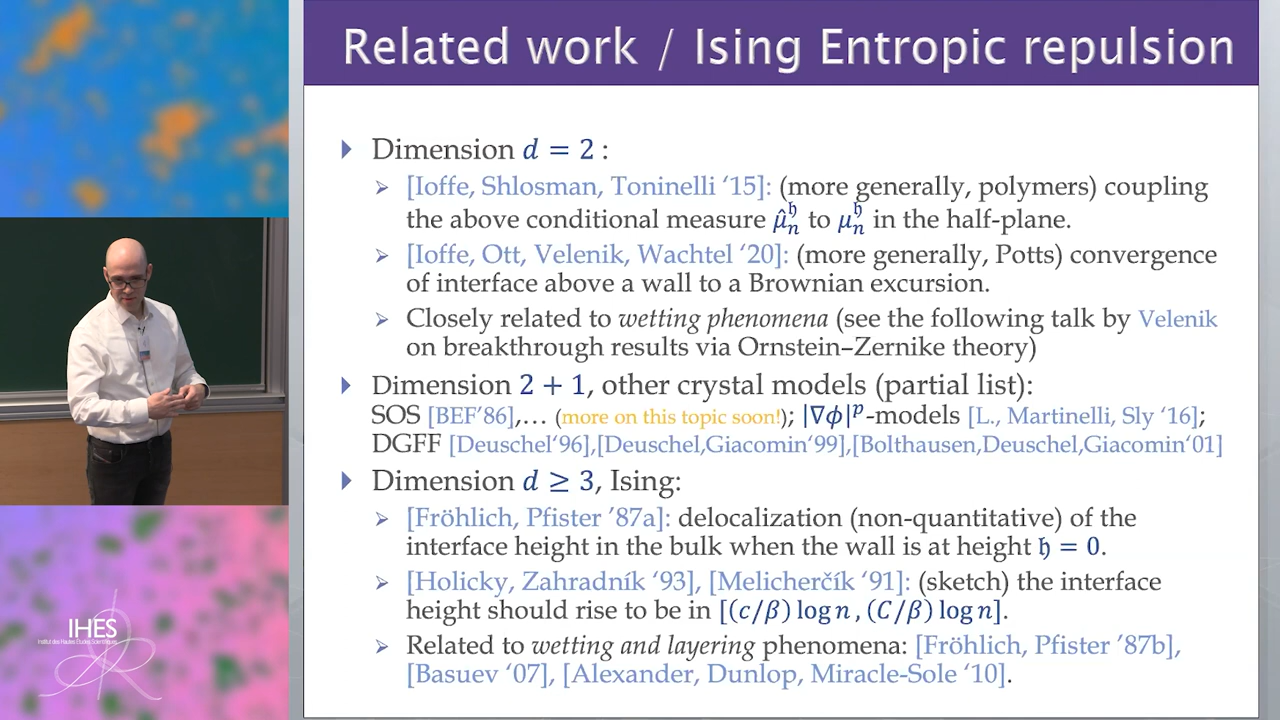 Related work / Ising Entropic repulsion
Dimension d = 2 :
[Ioffe, Shlosman, Toninelli ‘15]: (more generally, polymers) coupling
the above conditional measure μ̂ₙ^𝔥 to μₙ^𝔥 in the half-plane.
[Ioffe, Ott, Velenik, Wachtel ‘20]: (more generally, Potts) convergence
of interface above a wall to a Brownian excursion.
Closely related to wetting phenomena (see the following talk by Velenik
on breakthrough results via Ornstein–Zernike theory)
Dimension 2 + 1, other crystal models (partial list):
SOS [BEF’86],… (more on this topic soon!); |∇ϕ|ᵖ-models [L., Martinelli, Sly ‘16];
DGFF [Deuschel‘96],[Deuschel,Giacomin‘99],[Bolthausen,Deuschel,Giacomin‘01]
Dimension d ≥ 3, Ising:
[Fröhlich, Pfister ’87a]: delocalization (non-quantitative) of the
interface height in the bulk when the wall is at height 𝔥 = 0.
[Holicky, Zahradník ‘93], [Melicherčík ‘91]: (sketch) the interface
height should rise to be in [(c/β) log n , (C/β) log n].
Related to wetting and layering phenomena: [Fröhlich, Pfister ‘87b],
[Basuev ‘07], [Alexander, Dunlop, Miracle-Sole ‘10].
IHES
Institut des Hautes Études Scientifiques